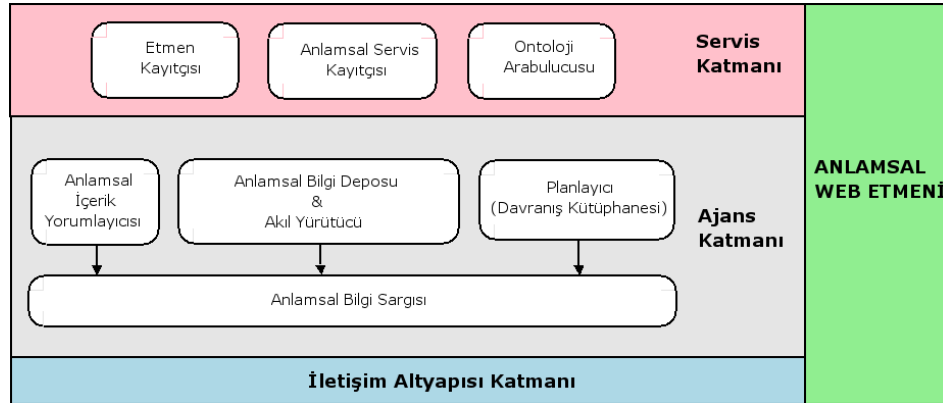 Etmen
Kayıtçısı
Anlamsal Servis
Kayıtçısı
Ontoloji
Arabulucusu
Servis
Katmanı
Anlamsal
İçerik
Yorumlayıcısı
Anlamsal Bilgi Deposu
&
Akıl Yürütücü
Planlayıcı
(Davranış Kütüphanesi)
Ajans
Katmanı
Anlamsal Bilgi Sargısı
İletişim Altyapısı Katmanı
ANLAMSAL
WEB ETMENİ